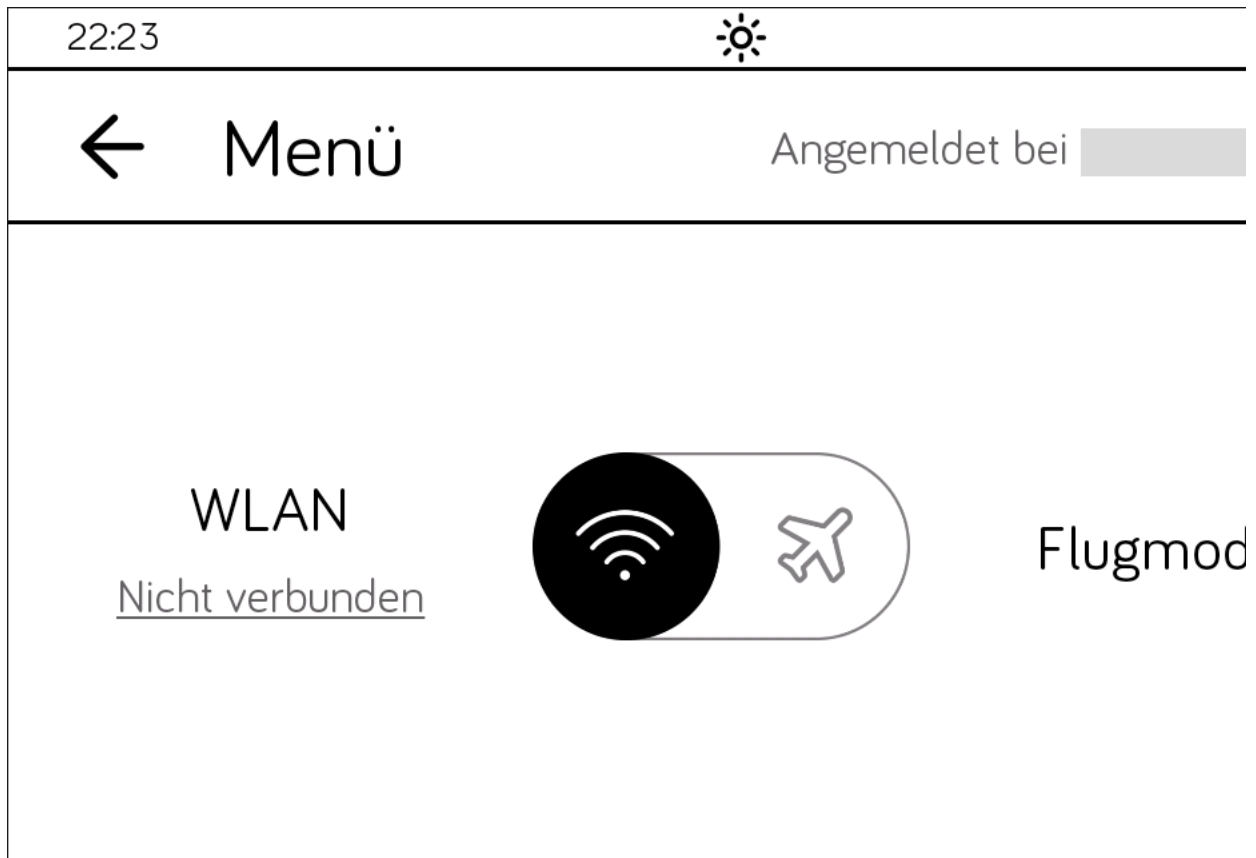 22:23
Menü
Angemeldet bei
WLAN
Nicht verbunden
Flugmod